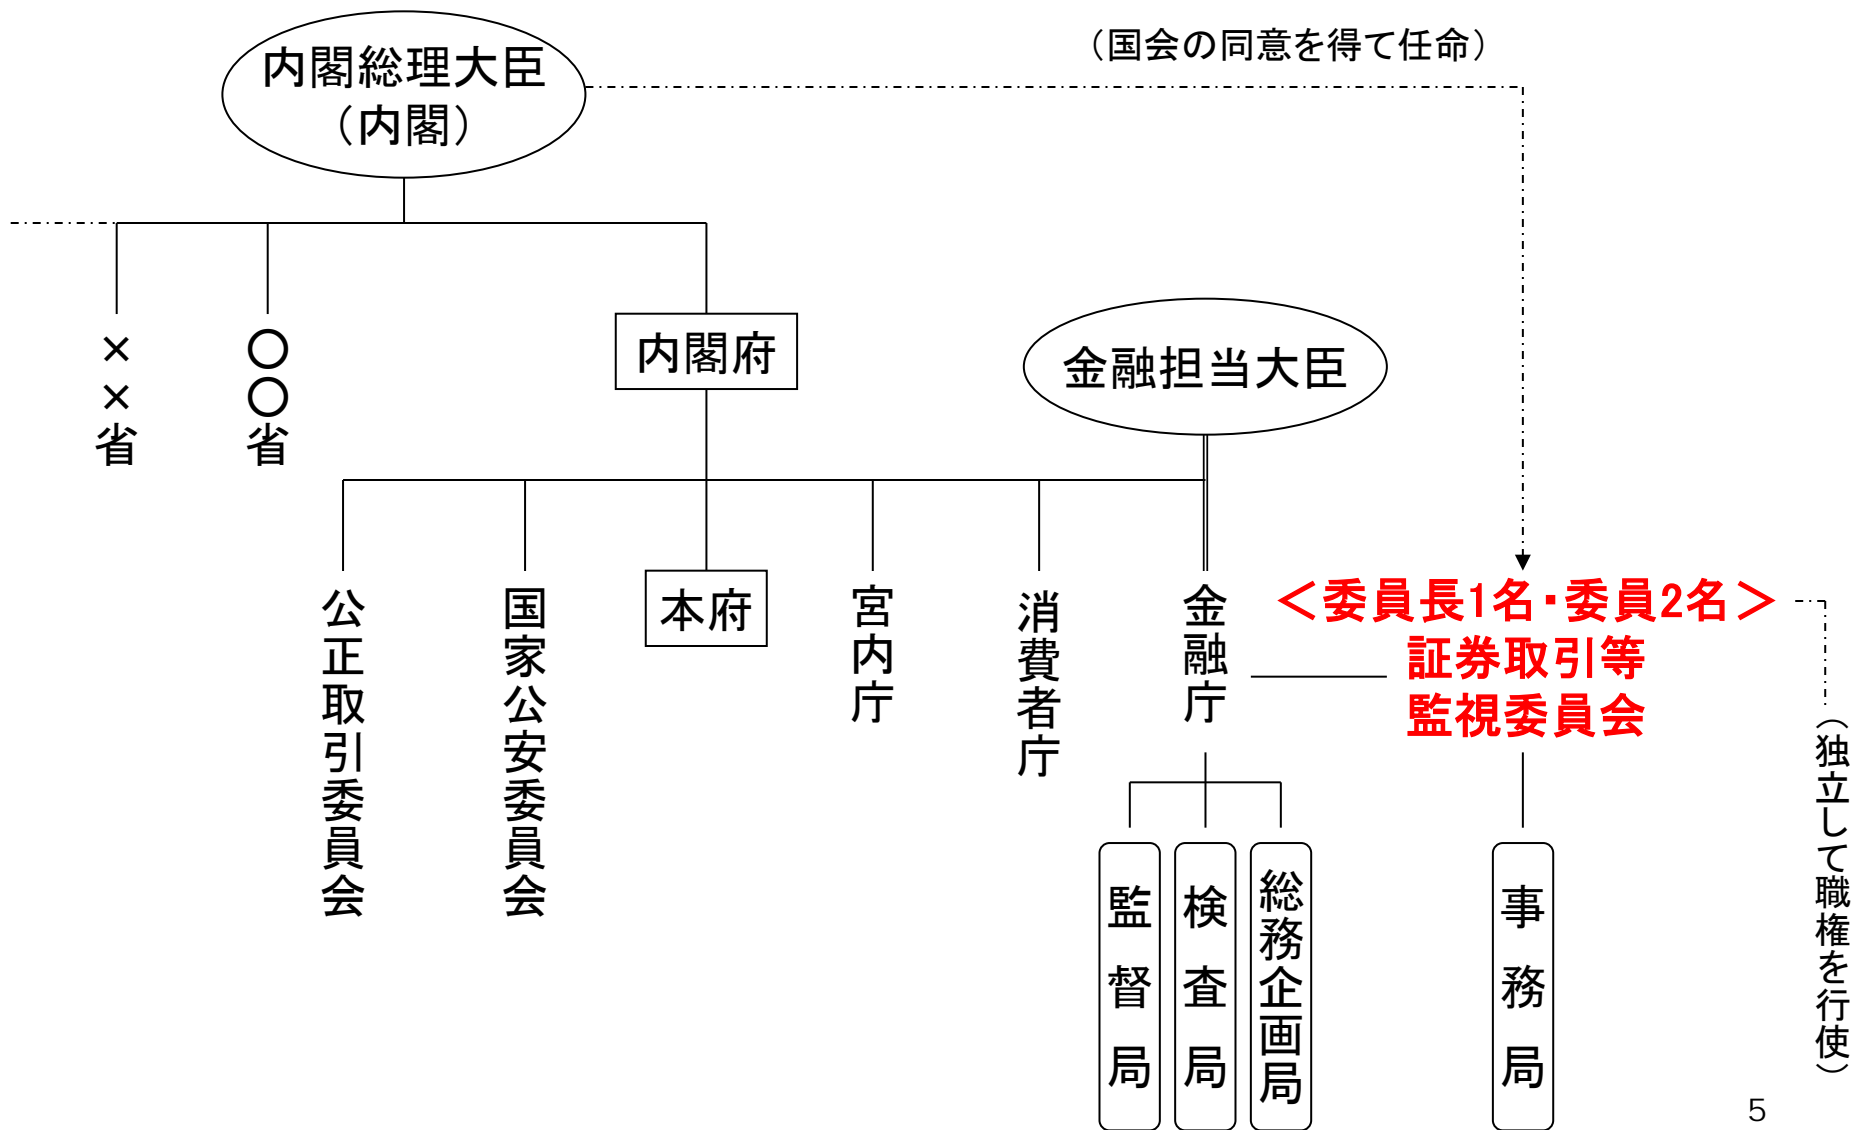 内閣総理大臣
（内閣）
（国会の同意を得て任命）
××省
〇〇省
内閣府
金融担当大臣
公正取引委員会
国家公安委員会
本府
宮内庁
消費者庁
金融庁
＜委員長1名・委員2名＞
証券取引等
監視委員会
（独立して職権を行使）
監督局
検査局
総務企画局
事務局
5